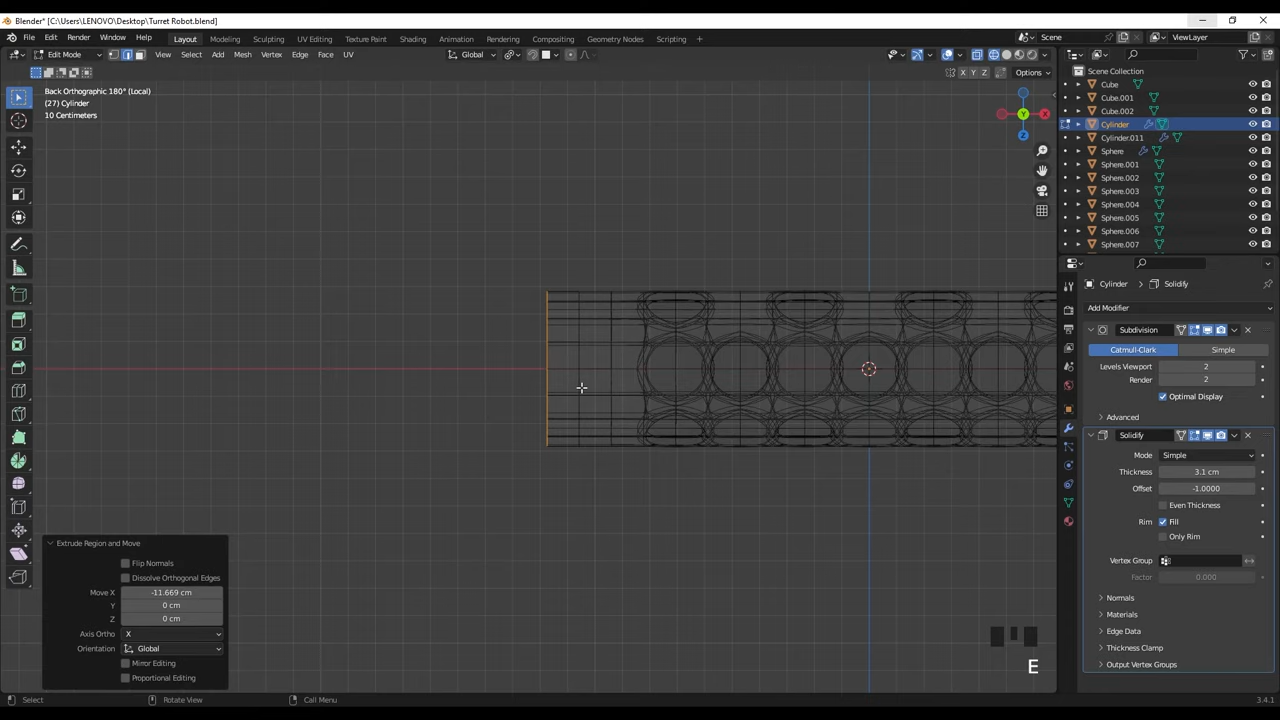 Blender* [C:\Users\LENOVO\Desktop\Turret Robot.blend]
File Edit Render Window Help Layout Modeling Sculpting UV Editing Texture Paint Shading Animation Rendering Compositing Geometry Nodes Scripting + Scene ViewLayer
Edit Mode View Select Add Mesh Vertex Edge Face UV Global
X Y Z Options
Back Orthographic 180° (Local)
(27) Cylinder
10 Centimeters
Z
Y
X
Z
Scene Collection
Cube
Cube.001
Cube.002
Cylinder
Cylinder.011
Sphere
Sphere.001
Sphere.002
Sphere.003
Sphere.004
Sphere.005
Sphere.006
Sphere.007
Cylinder > Solidify
Add Modifier
Subdivision
Catmull-Clark Simple
Levels Viewport 2
Render 2
Optimal Display
Advanced
Solidify
Mode Simple
Thickness 3.1 cm
Offset -1.0000
Even Thickness
Rim Fill
Only Rim
Vertex Group
Factor 0.000
Normals
Materials
Edge Data
Thickness Clamp
Output Vertex Groups
Extrude Region and Move
Flip Normals
Dissolve Orthogonal Edges
Move X -11.669 cm
Y 0 cm
Z 0 cm
Axis Ortho X
Orientation Global
Mirror Editing
Proportional Editing
E
Select Rotate View Call Menu 3.4.1